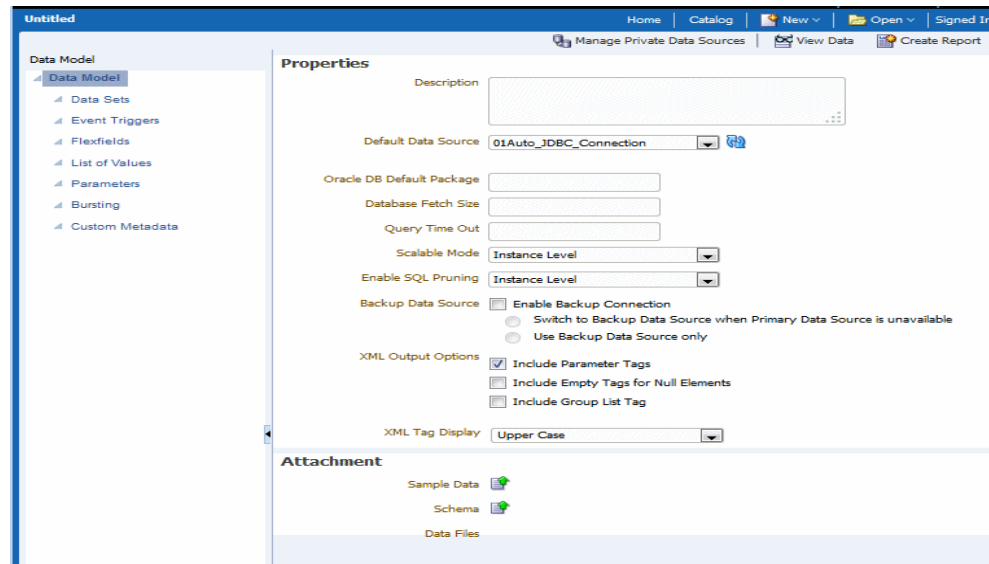 Untitled
Home Catalog New Open Signed In
Manage Private Data Sources View Data Create Report
Data Model
Data Model
Data Sets
Event Triggers
Flexfields
List of Values
Parameters
Bursting
Custom Metadata
Properties
Description
Default Data Source 01Auto_JDBC_Connection
Oracle DB Default Package
Database Fetch Size
Query Time Out
Scalable Mode Instance Level
Enable SQL Pruning Instance Level
Backup Data Source Enable Backup Connection
Switch to Backup Data Source when Primary Data Source is unavailable
Use Backup Data Source only
XML Output Options Include Parameter Tags
Include Empty Tags for Null Elements
Include Group List Tag
XML Tag Display Upper Case
Attachment
Sample Data
Schema
Data Files